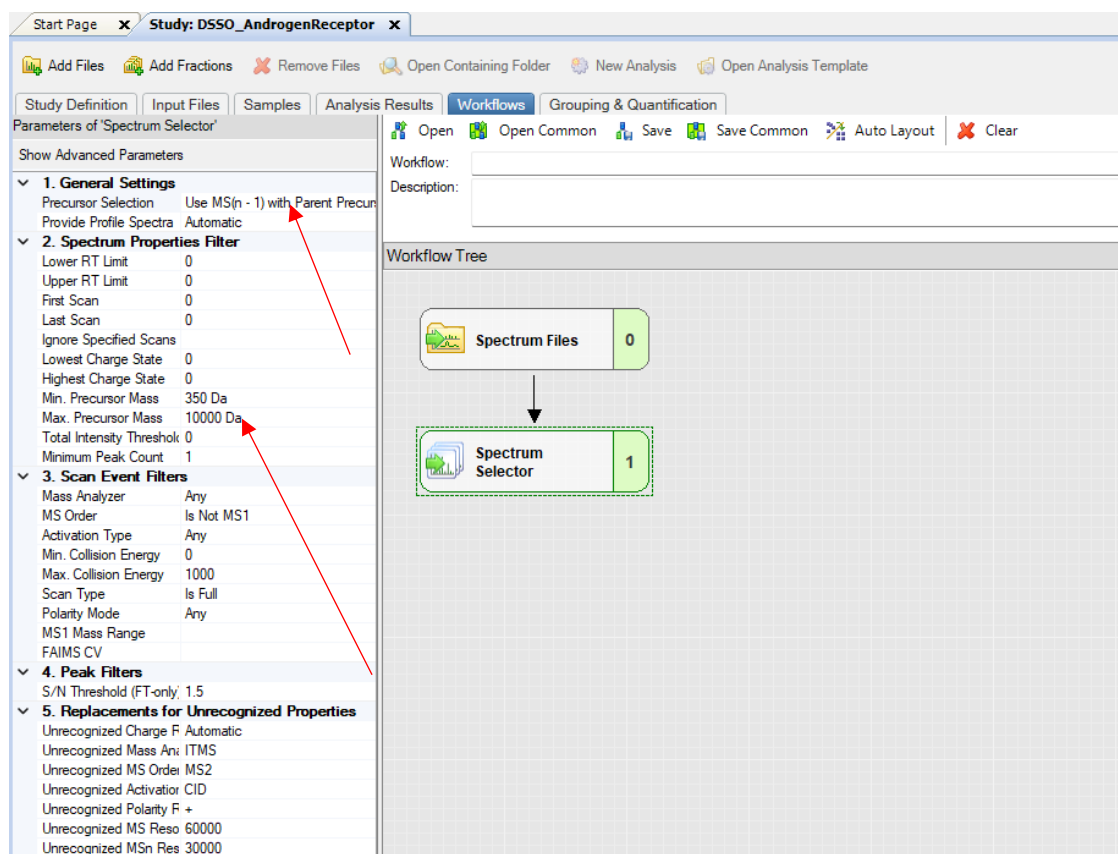 Start Page x Study: DSSO_AndrogenReceptor x
Add Files Add Fractions Remove Files Open Containing Folder New Analysis Open Analysis Template
Study Definition Input Files Samples Analysis Results Workflows Grouping & Quantification
Parameters of 'Spectrum Selector'
Show Advanced Parameters
1. General Settings
Precursor Selection Use MS(n - 1) with Parent Precurs
Provide Profile Spectra Automatic
2. Spectrum Properties Filter
Lower RT Limit 0
Upper RT Limit 0
First Scan 0
Last Scan 0
Ignore Specified Scans
Lowest Charge State 0
Highest Charge State 0
Min. Precursor Mass 350 Da
Max. Precursor Mass 10000 Da
Total Intensity Threshold 0
Minimum Peak Count 1
3. Scan Event Filters
Mass Analyzer Any
MS Order Is Not MS1
Activation Type Any
Min. Collision Energy 0
Max. Collision Energy 1000
Scan Type Is Full
Polarity Mode Any
MS1 Mass Range
FAIMS CV
4. Peak Filters
S/N Threshold (FT-only) 1.5
5. Replacements for Unrecognized Properties
Unrecognized Charge R Automatic
Unrecognized Mass Ana ITMS
Unrecognized MS Order MS2
Unrecognized Activation CID
Unrecognized Polarity R +
Unrecognized MS Reso 60000
Unrecognized MSn Res 30000
Open Open Common Save Save Common Auto Layout Clear
Workflow:
Description:
Workflow Tree
Spectrum Files 0
Spectrum
Selector 1